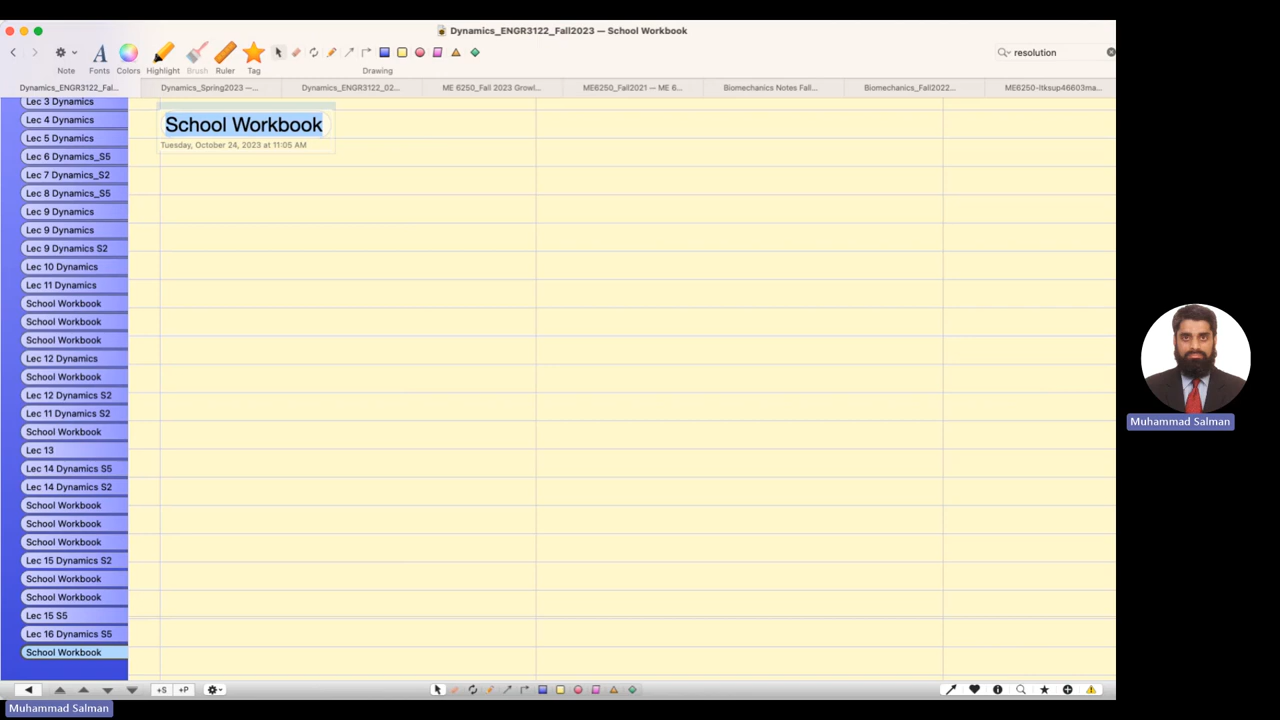 Dynamics_ENGR3122_Fall2023 — School Workbook
resolution
Note
Fonts
Colors
Highlight
Brush
Ruler
Tag
Drawing
Dynamics_ENGR3122_Fal...
Dynamics_Spring2023 —...
Dynamics_ENGR3122_02...
ME 6250_Fall 2023 Growl...
ME6250_Fall2021 — ME 6...
Biomechanics Notes Fall...
Biomechanics_Fall2022...
ME6250-ltksup46603ma...
Lec 3 Dynamics
Lec 4 Dynamics
Lec 5 Dynamics
Lec 6 Dynamics_S5
Lec 7 Dynamics_S2
Lec 8 Dynamics_S5
Lec 9 Dynamics
Lec 9 Dynamics
Lec 9 Dynamics S2
Lec 10 Dynamics
Lec 11 Dynamics
School Workbook
School Workbook
School Workbook
Lec 12 Dynamics
School Workbook
Lec 12 Dynamics S2
Lec 11 Dynamics S2
School Workbook
Lec 13
Lec 14 Dynamics S5
Lec 14 Dynamics S2
School Workbook
School Workbook
School Workbook
Lec 15 Dynamics S2
School Workbook
School Workbook
Lec 15 S5
Lec 16 Dynamics S5
School Workbook
School Workbook
Tuesday, October 24, 2023 at 11:05 AM
+S
+P
Muhammad Salman
Muhammad Salman